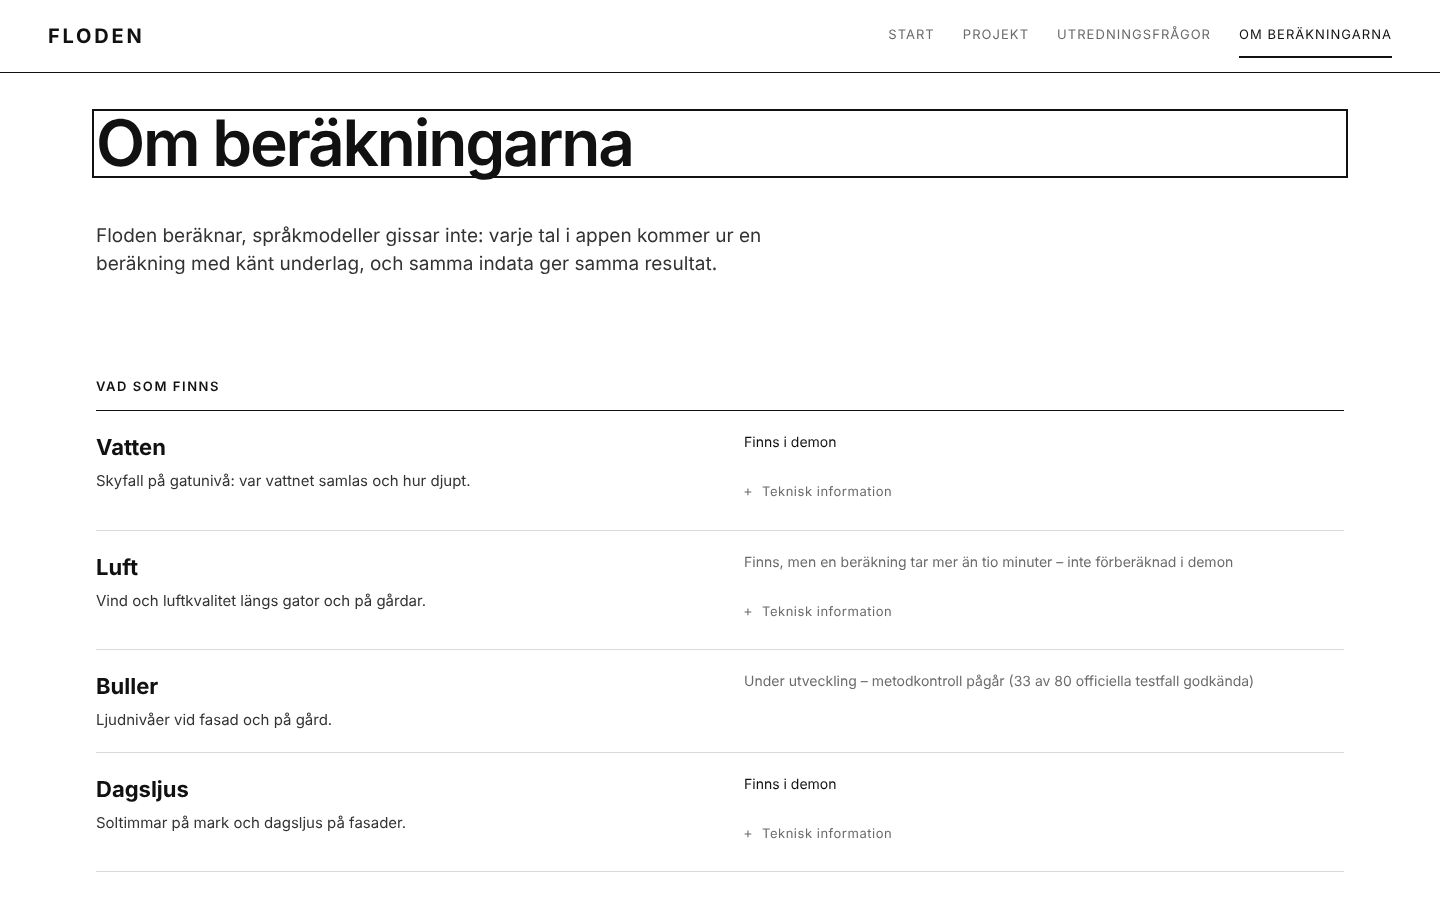 FLODEN
START PROJEKT UTREDNINGSFRÅGOR OM BERÄKNINGARNA
Om beräkningarna
Floden beräknar, språkmodeller gissar inte: varje tal i appen kommer ur en
beräkning med känt underlag, och samma indata ger samma resultat.
VAD SOM FINNS
Vatten
Skyfall på gatunivå: var vattnet samlas och hur djupt.
Finns i demon
+ Teknisk information
Luft
Vind och luftkvalitet längs gator och på gårdar.
Finns, men en beräkning tar mer än tio minuter – inte förberäknad i demon
+ Teknisk information
Buller
Ljudnivåer vid fasad och på gård.
Under utveckling – metodkontroll pågår (33 av 80 officiella testfall godkända)
Dagsljus
Soltimmar på mark och dagsljus på fasader.
Finns i demon
+ Teknisk information